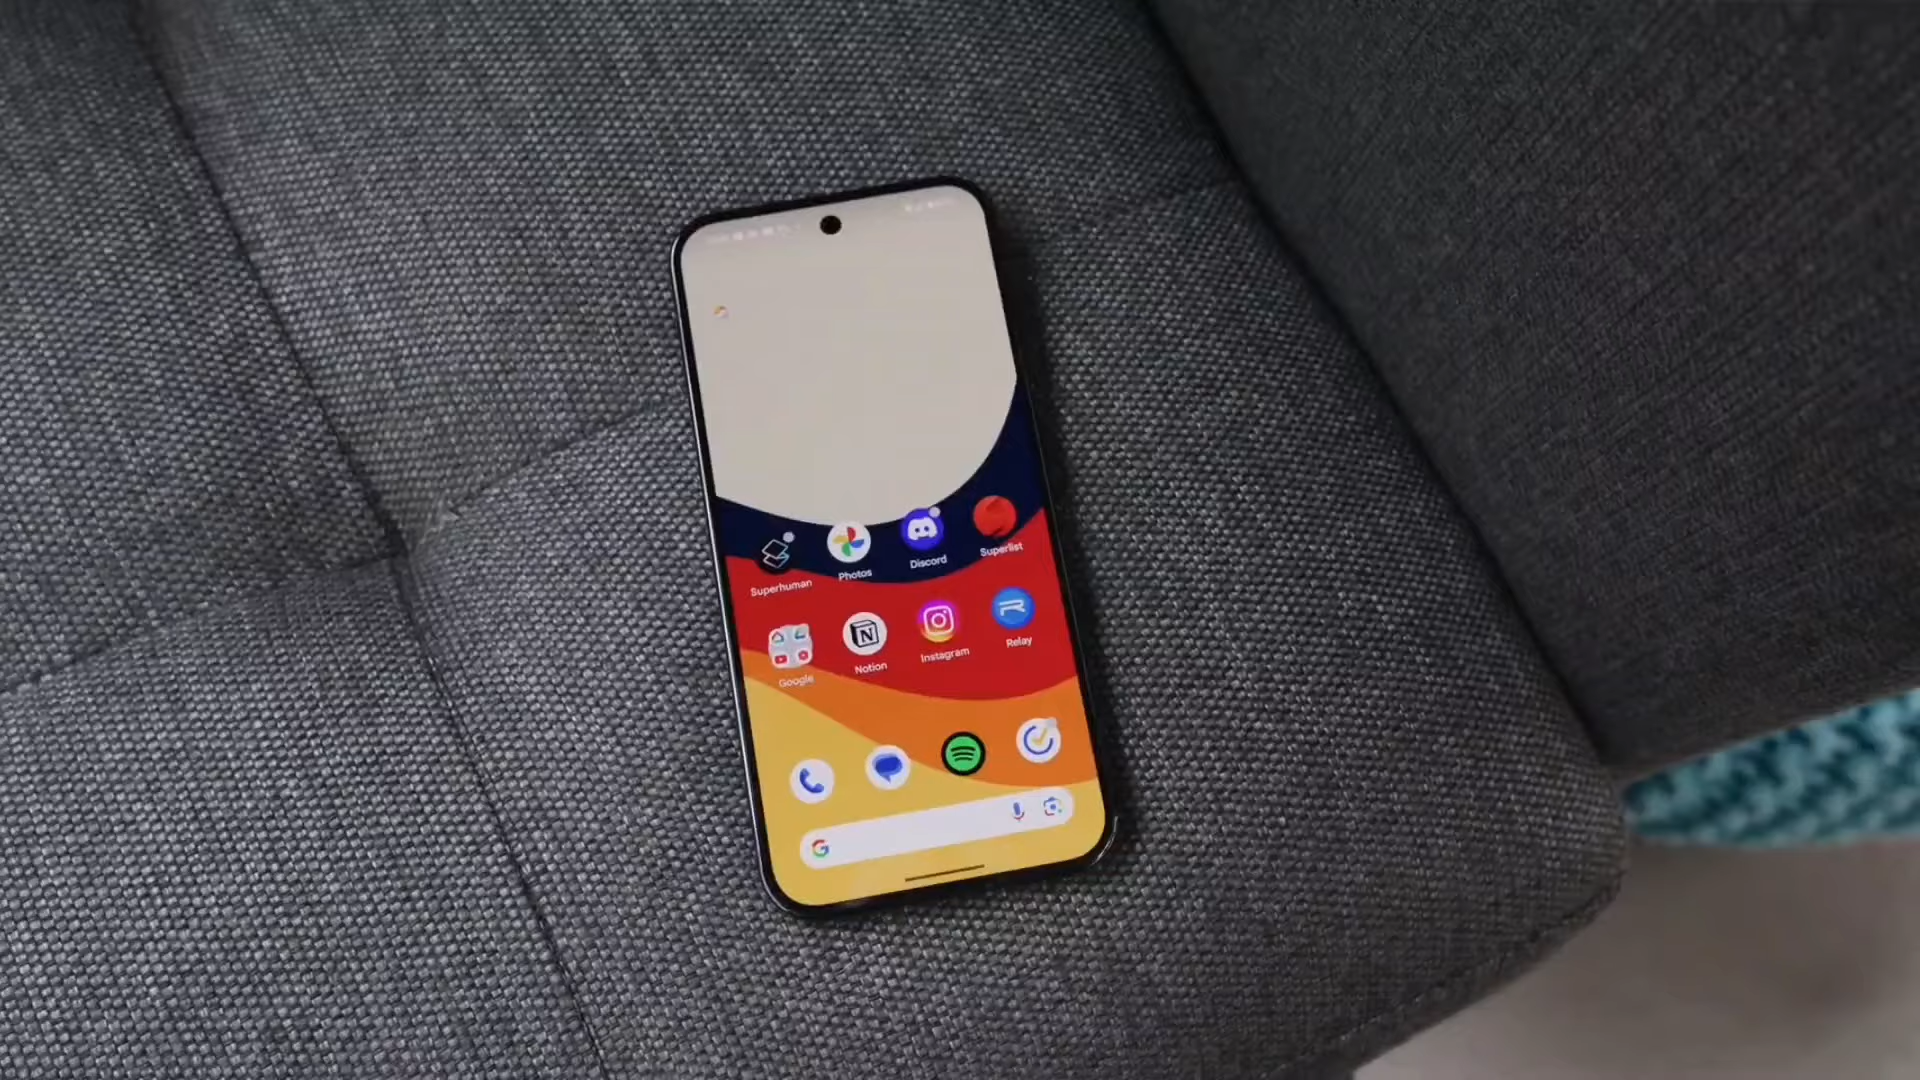 Superhuman
Photos
Discord
Superlist
Google
Notion
Instagram
Relay